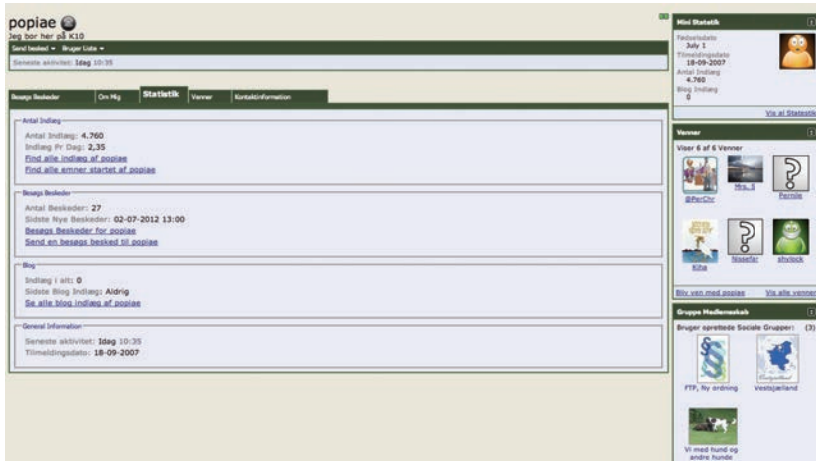 popiae
Jeg bor her på K10
Send besked Bruger Liste
Seneste aktivitet: Idag 10:35
Besøgs Beskeder Om Mig Statistik Venner Kontaktinformation
Antal Indlæg
Antal Indlæg: 4.760
Indlæg Pr Dag: 2,35
Find alle indlæg af popiae
Find alle emner startet af popiae
Besøgs Beskeder
Antal Beskeder: 27
Sidste Nye Beskeder: 02-07-2012 13:00
Besøgs Beskeder for popiae
Send en besøgs besked til popiae
Blog
Indlæg i alt: 0
Sidste Blog Indlæg: Aldrig
Se alle blog indlæg af popiae
General Information
Seneste aktivitet: Idag 10:35
Tilmeldingsdato: 18-09-2007
Mini Statistik
Fødselsdato
July 1
Tilmeldingsdato
18-09-2007
Antal Indlæg
4.760
Blog Indlæg
0
Vis al Statestik
Venner
Viser 6 af 6 Venner
@PerChr
Mrs. S
Pernile
Kiha
Nissefar
shylock
Bliv ven med popiae Vis alle venner
Gruppe Medlemsskab
Bruger oprettede Sociale Grupper: (3)
FTP, Ny ordning
Vestsjælland
Vi med hund og
andre hunde